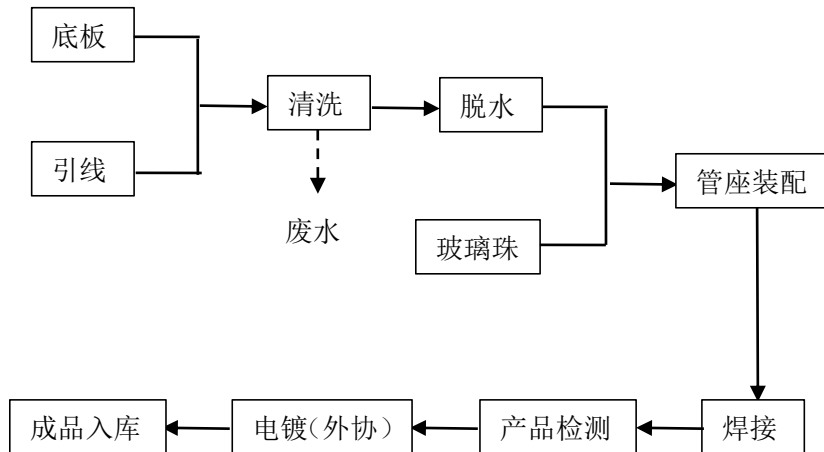 底板
引线
清洗
脱水
废水
玻璃珠
管座装配
成品入库
电镀（外协）
产品检测
焊接